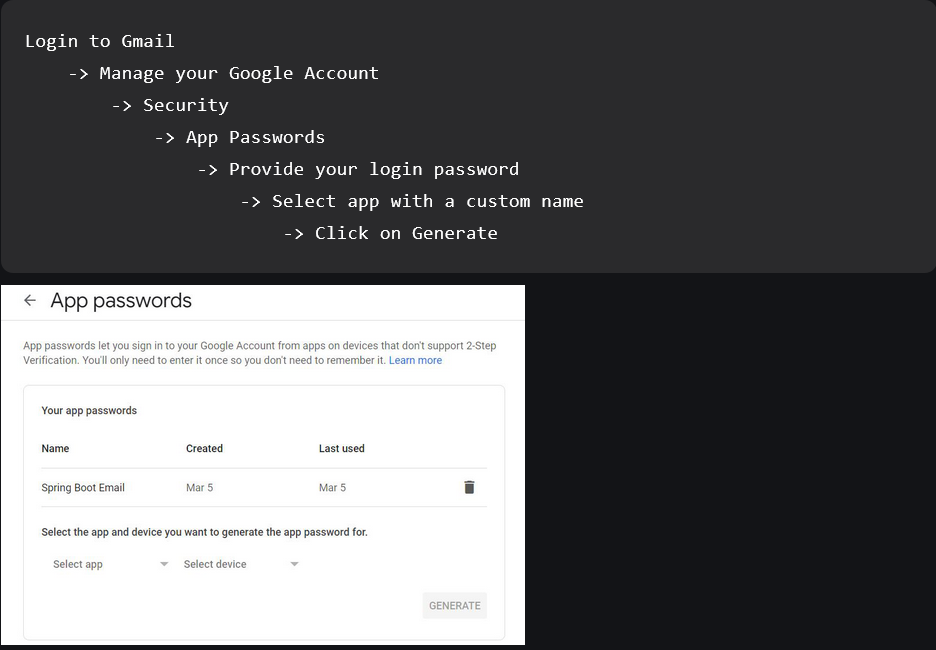 Login to Gmail
-> Manage your Google Account
-> Security
-> App Passwords
-> Provide your login password
-> Select app with a custom name
-> Click on Generate
App passwords
App passwords let you sign in to your Google Account from apps on devices that don't support 2-Step
Verification. You'll only need to enter it once so you don't need to remember it. Learn more
Your app passwords
Name Created Last used
Spring Boot Email Mar 5 Mar 5
Select the app and device you want to generate the app password for.
Select app Select device
GENERATE